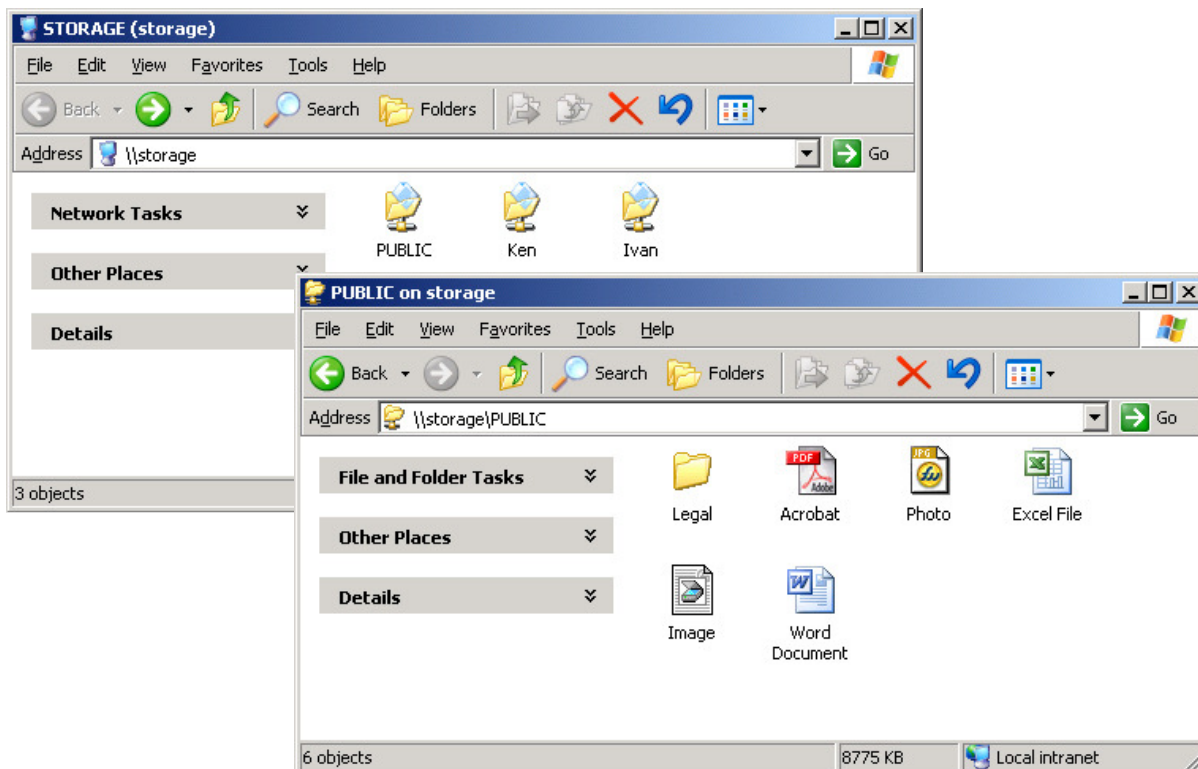 STORAGE (storage)
File Edit View Favorites Tools Help
Back Search Folders
Address \\storage Go
Network Tasks
Other Places
Details
PUBLIC Ken Ivan
3 objects
PUBLIC on storage
File Edit View Favorites Tools Help
Back Search Folders
Address \\storage\PUBLIC Go
File and Folder Tasks
Other Places
Details
PDF
Adobe
JPG
Legal Acrobat Photo Excel File
Image Word
Document
6 objects 8775 KB Local intranet